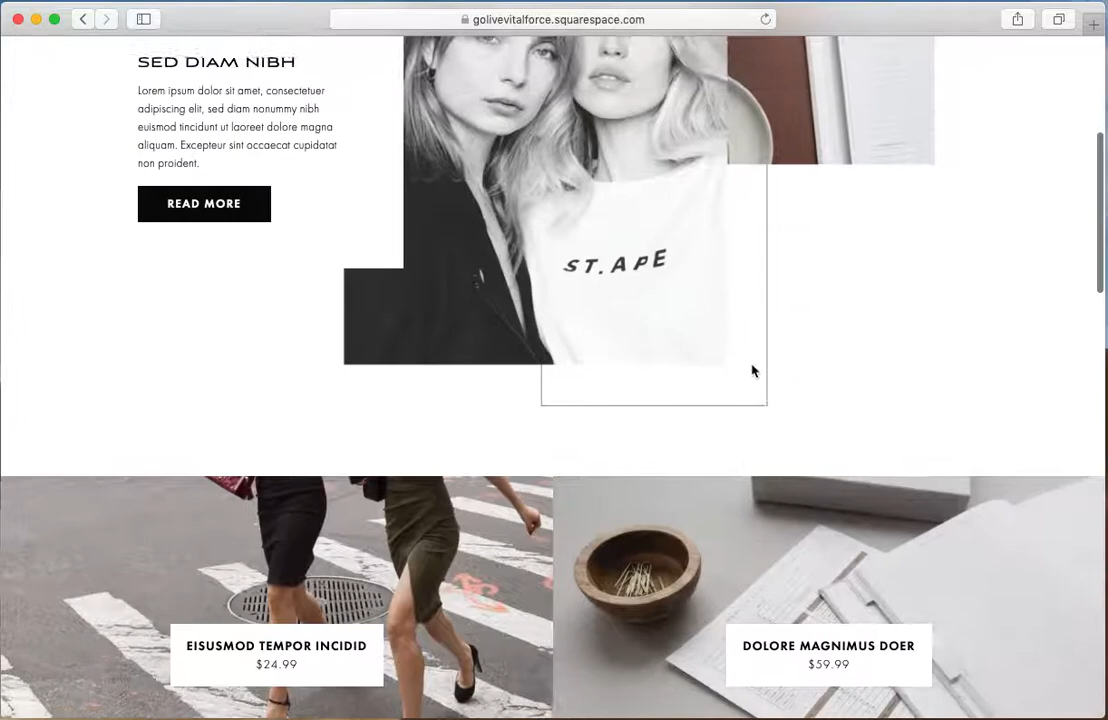 golivevitalforce.squarespace.com
SED DIAM NIBH
Lorem ipsum dolor sit amet, consectetuer
adipiscing elit, sed diam nonummy nibh
euismod tincidunt ut laoreet dolore magna
aliquam. Excepteur sint occaecat cupidatat
non proident.
READ MORE
ST.APE
EISUSMOD TEMPOR INCIDID
$24.99
DOLORE MAGNIMUS DOER
$59.99